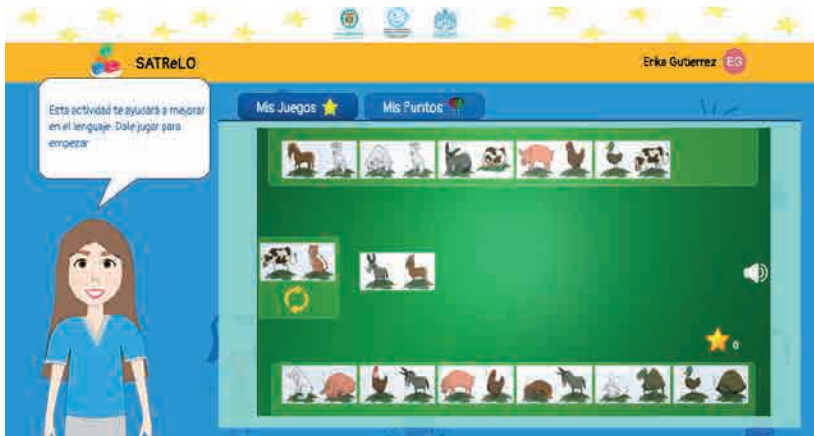 SATReLO
Erika Gutierrez EG
Esta actividad te ayudará a mejorar
en el lenguaje. Dale jugar para
empezar
Mis Juegos
Mis Puntos
0